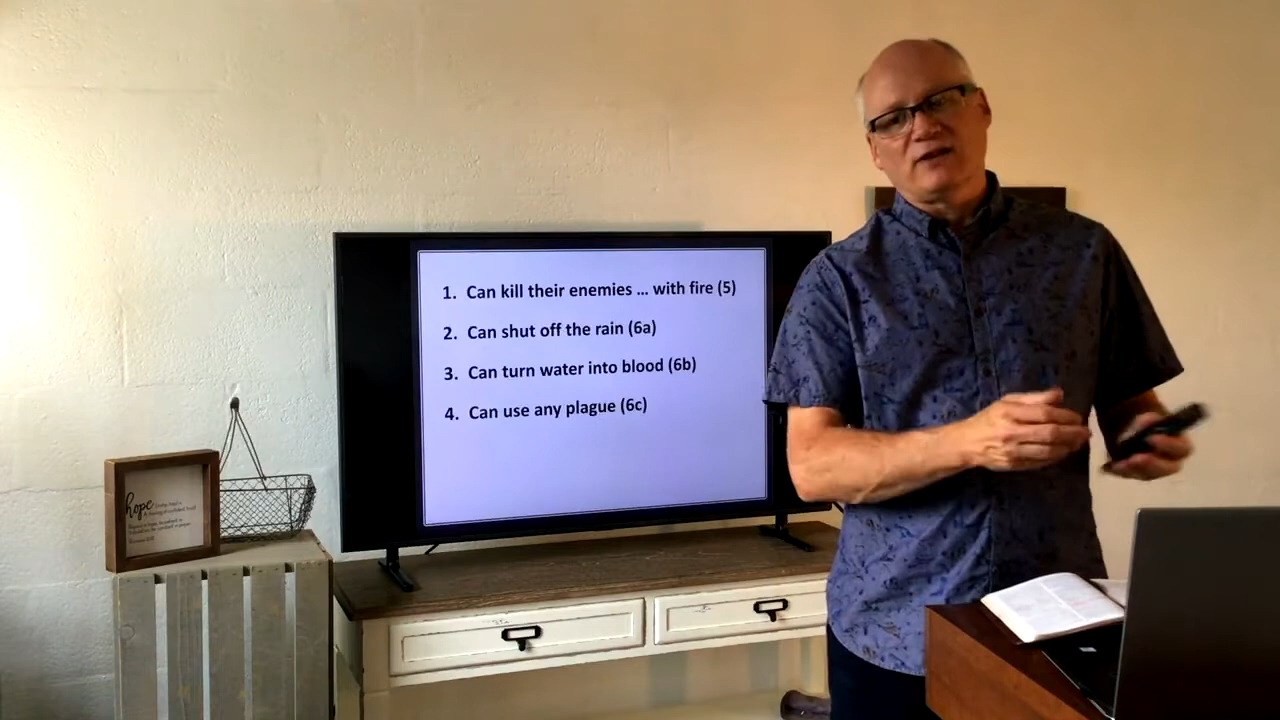 1. Can kill their enemies ... with fire (5)
2. Can shut off the rain (6a)
3. Can turn water into blood (6b)
4. Can use any plague (6c)
hope